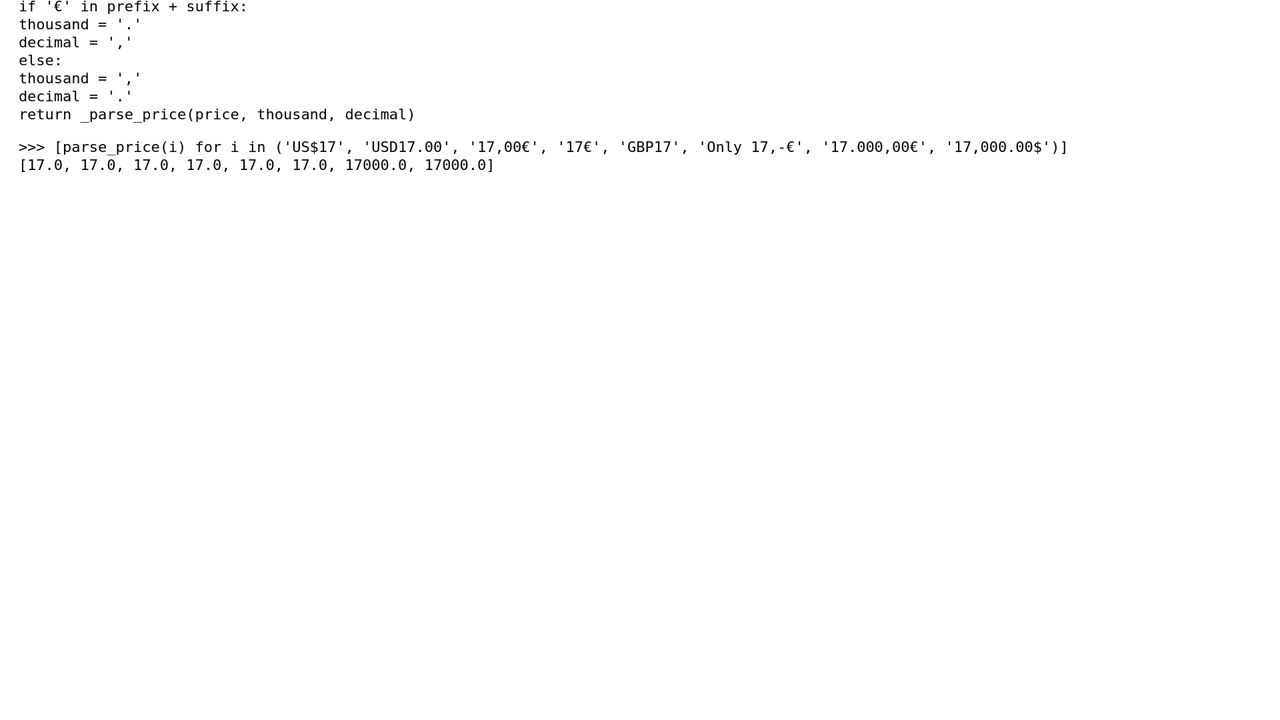 if '€' in prefix + suffix:
thousand = '.'
decimal = ','
else:
thousand = ','
decimal = '.'
return _parse_price(price, thousand, decimal)
>>> [parse_price(i) for i in ('US$17', 'USD17.00', '17,00€', '17€', 'GBP17', 'Only 17,-€', '17.000,00€', '17,000.00$')]
[17.0, 17.0, 17.0, 17.0, 17.0, 17.0, 17000.0, 17000.0]